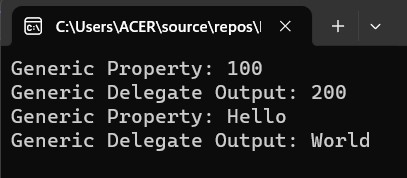 C:\Users\ACER\source\repos\
Generic Property: 100
Generic Delegate Output: 200
Generic Property: Hello
Generic Delegate Output: World